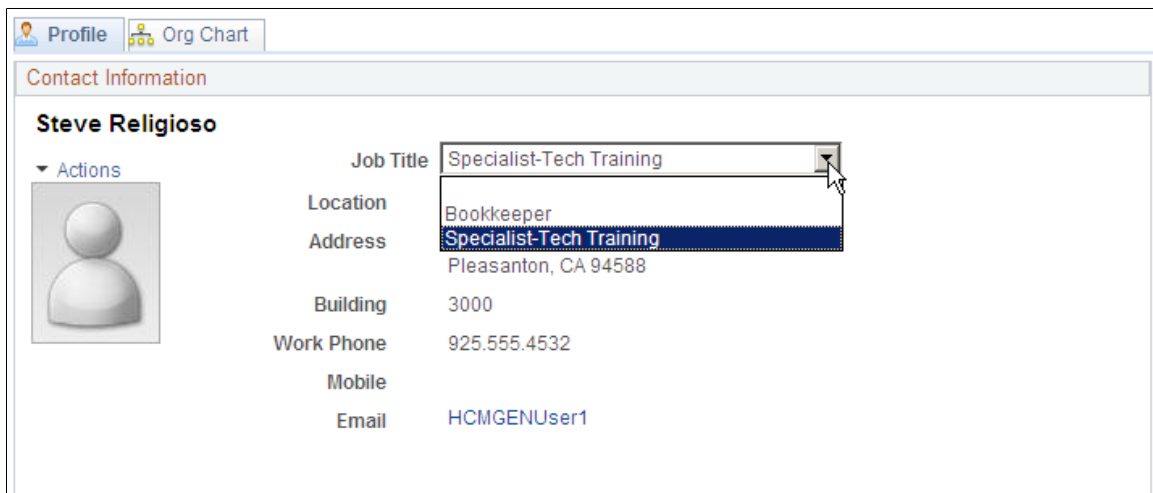 Profile Org Chart
Contact Information
Steve Religioso
Actions
Job Title Specialist-Tech Training
Bookkeeper
Specialist-Tech Training
Location
Address
Pleasanton, CA 94588
Building 3000
Work Phone 925.555.4532
Mobile
Email HCMGENUser1